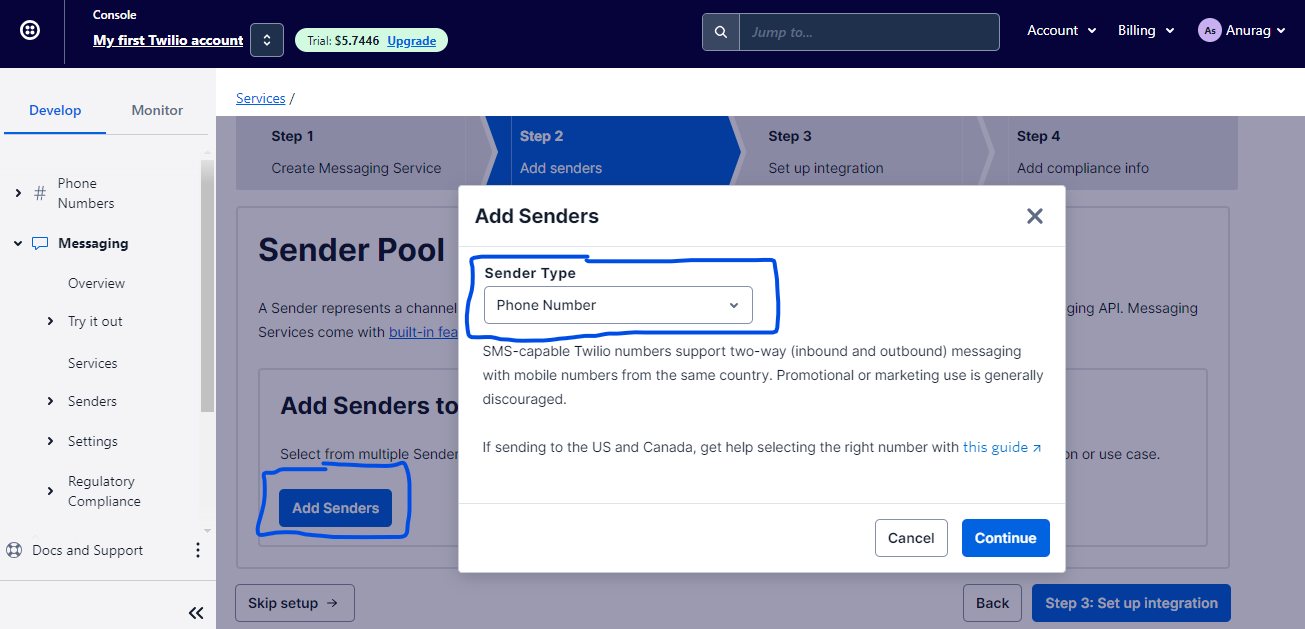 Console
My first Twilio account
Trial: $5.7446 Upgrade
Jump to...
Account
Billing
As
Anurag
Develop
Monitor
Phone
Numbers
Messaging
Overview
Try it out
Services
Senders
Settings
Regulatory
Compliance
Docs and Support
Services /
Step 1
Create Messaging Service
Step 2
Add senders
Step 3
Set up integration
Step 4
Add compliance info
Sender Pool
A Sender represents a channel
ging API. Messaging
Services come with built-in fea
Add Senders to
Select from multiple Sender
on or use case.
Add Senders
Add Senders
Sender Type
Phone Number
SMS-capable Twilio numbers support two-way (inbound and outbound) messaging
with mobile numbers from the same country. Promotional or marketing use is generally
discouraged.
If sending to the US and Canada, get help selecting the right number with this guide
Cancel
Continue
Skip setup
Back
Step 3: Set up integration